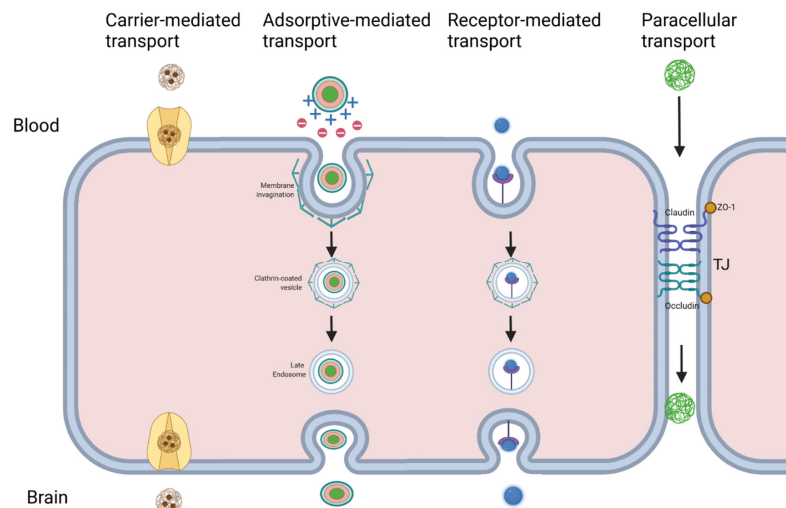 Carrier-mediated
transport
Adsorptive-mediated
transport
Receptor-mediated
transport
Paracellular
transport
Blood
Membrane
invagination
Claudin
ZO-1
TJ
Clathrin-coated
vesicle
Occludin
Late
Endosome
Brain